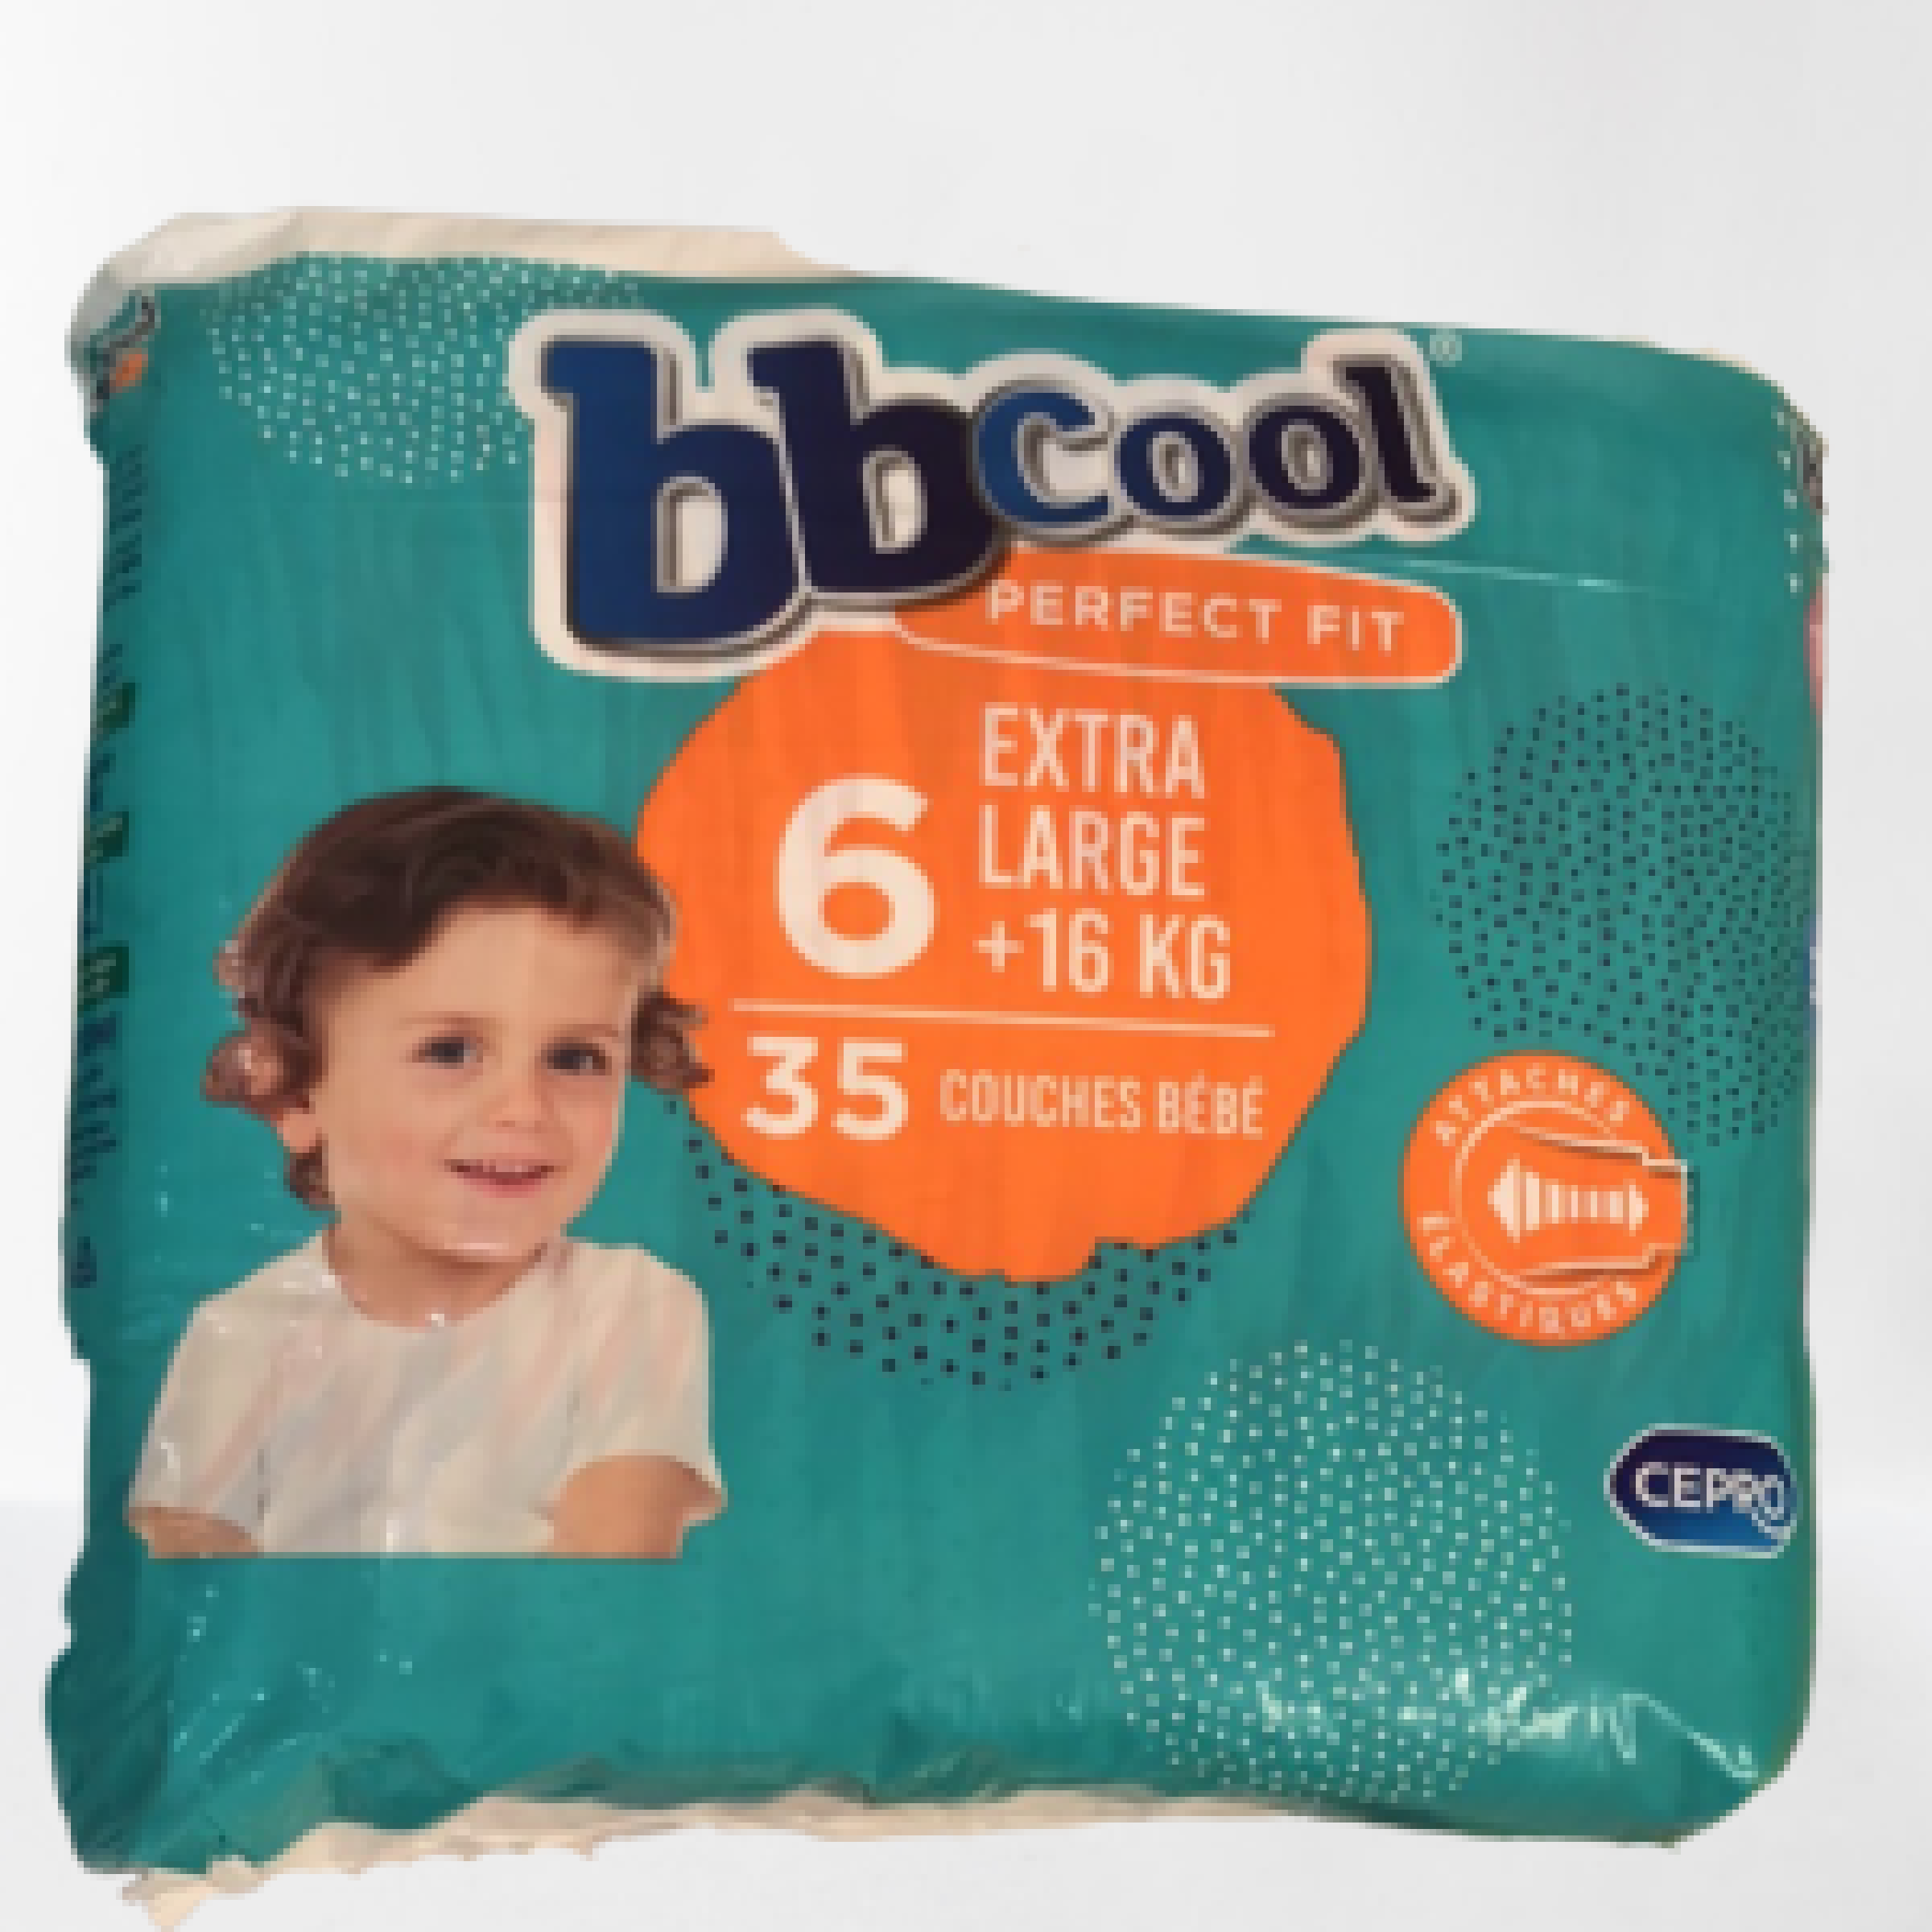 bbcool®
PERFECT FIT
6
EXTRA
LARGE
+16 KG
35 COUCHES BÉBÉ
ATTACHES
ÉLASTIQUES
CEPRO